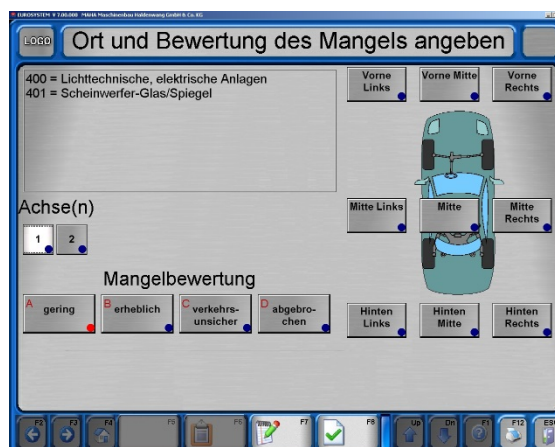 EUROSYSTEM V 7.00.008 MAHA Maschinenbau Haldenwang GmbH & Co. KG
LOGO
Ort und Bewertung des Mangels angeben
400 = Lichttechnische, elektrische Anlagen
401 = Scheinwerfer-Glas/Spiegel
Vorne Links
Vorne Mitte
Vorne Rechts
Mitte Links
Mitte
Mitte Rechts
Achse(n)
1
2
Mangelbewertung
A gering
B erheblich
C verkehrs-
unsicher
D abgebro-
chen
Hinten Links
Hinten Mitte
Hinten Rechts
F2
F3
F4
F5
F6
F7
F8
Up
Dn
F1
F12
ESC